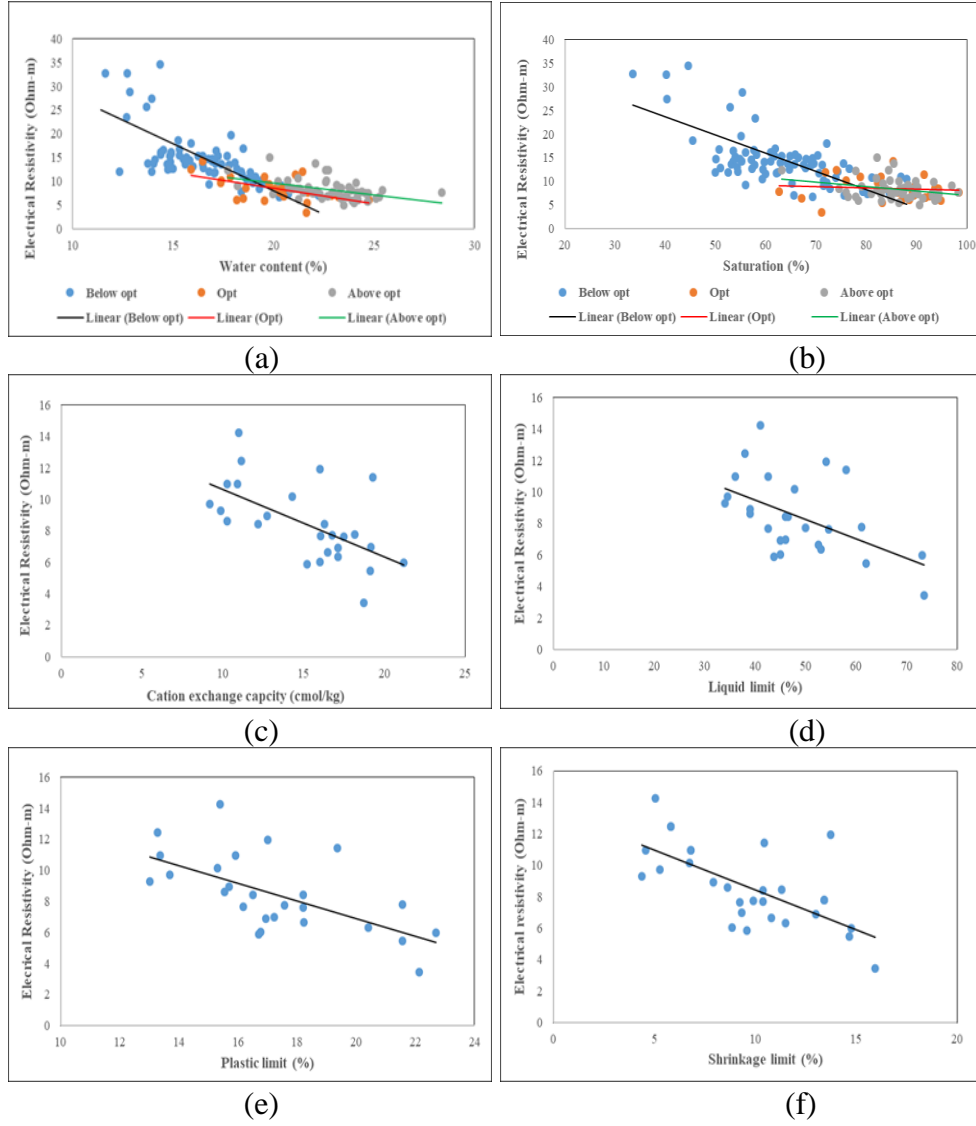 40
35
30
25
20
15
10
5
0
10 15 20 25 30
Electrical Resistivity (Ohm-m)
Water content (%)
Below opt Opt Above opt
Linear (Below opt) Linear (Opt) Linear (Above opt)
(a)
40
35
30
25
20
15
10
5
0
20 30 40 50 60 70 80 90 100
Electrical Resistivity (Ohm-m)
Saturation (%)
Below opt Opt Above opt
Linear (Below opt) Linear (Opt) Linear (Above opt)
(b)
16
14
12
10
8
6
4
2
0
0 5 10 15 20 25
Electrical Resistivity (Ohm-m)
Cation exchange capcity (cmol/kg)
(c)
16
14
12
10
8
6
4
2
0
0 10 20 30 40 50 60 70 80
Electrical Resistivity (Ohm-m)
Liquid limit (%)
(d)
16
14
12
10
8
6
4
2
0
10 12 14 16 18 20 22 24
Elecrical Resistivity (Ohm-m)
Plastic limit (%)
(e)
16
14
12
10
8
6
4
2
0
0 5 10 15 20
Electrical resistivity (Ohm-m)
Shrinkage limit (%)
(f)